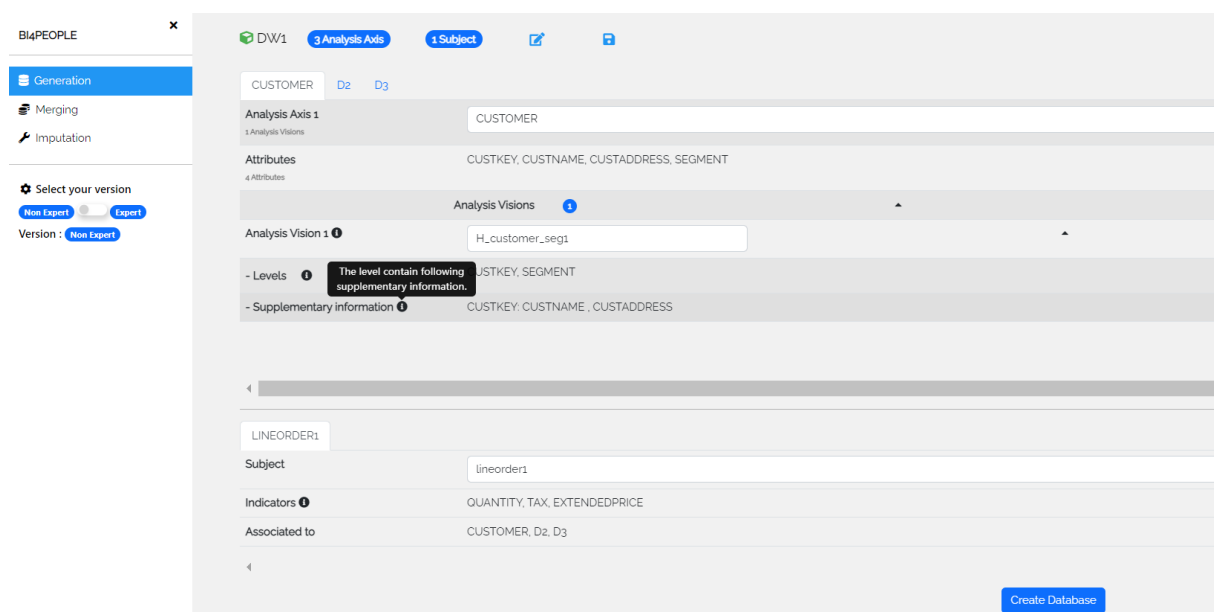 BI4PEOPLE
×
Generation
Merging
Imputation
Select your version
Non Expert Expert
Version : Non Expert
DW1 3 Analysis Axis 1 Subject
CUSTOMER D2 D3
Analysis Axis 1 CUSTOMER
1 Analysis Visions
Attributes CUSTKEY, CUSTNAME, CUSTADDRESS, SEGMENT
4 Attributes
Analysis Visions 1
Analysis Vision 1 H_customer_seg1
The level contain following
supplementary information.
- Levels USTKEY, SEGMENT
- Supplementary information CUSTKEY: CUSTNAME , CUSTADDRESS
LINEORDER1
Subject lineorder1
Indicators QUANTITY, TAX, EXTENDEDPRICE
Associated to CUSTOMER, D2, D3
Create Database